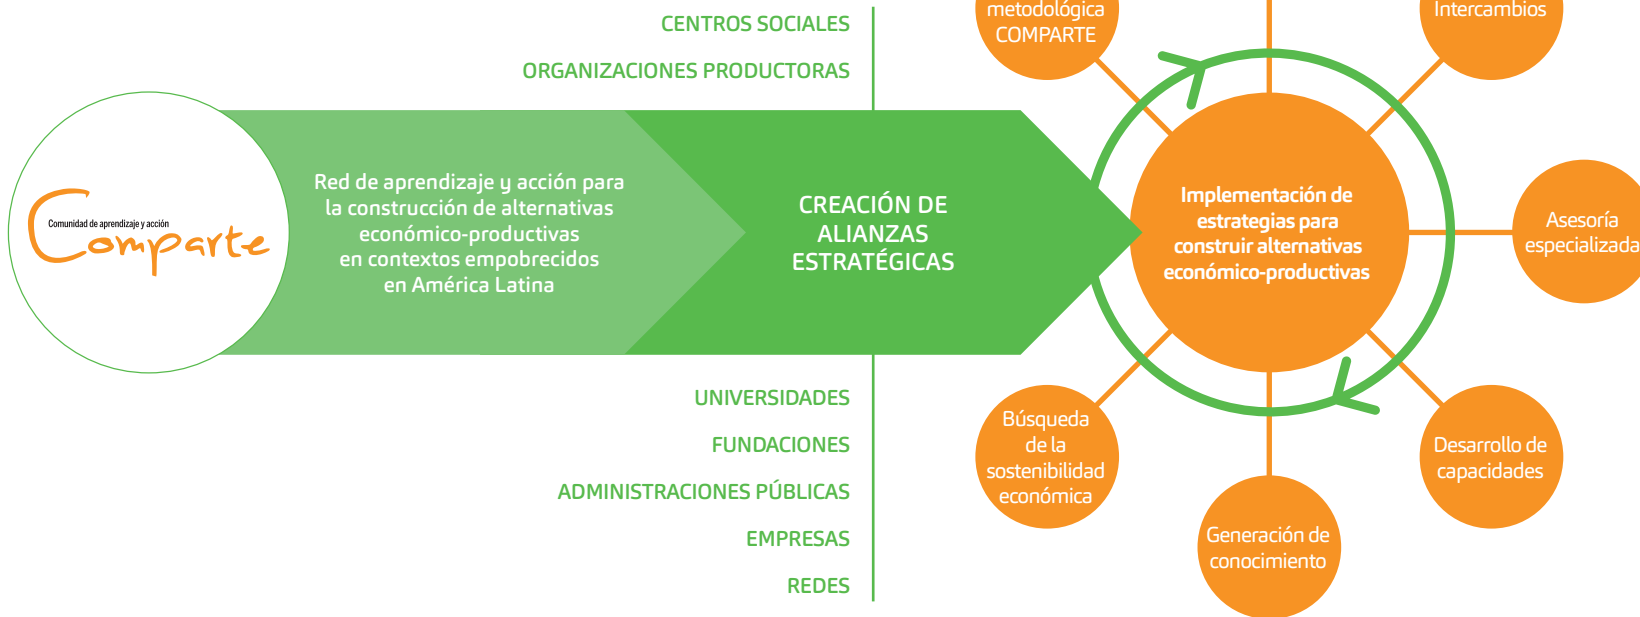 CENTROS SOCIALES
ORGANIZACIONES PRODUCTORAS
Comunidad de aprendizaje y acción
Comparte
Red de aprendizaje y acción para
la construcción de alternativas
económico-productivas
en contextos empobrecidos
en América Latina
CREACIÓN DE
ALIANZAS
ESTRATÉGICAS
UNIVERSIDADES
FUNDACIONES
ADMINISTRACIONES PÚBLICAS
EMPRESAS
REDES
Implementación de
estrategias para
construir alternativas
económico-productivas
metodológica
COMPARTE
Intercambios
Asesoría
especializada
Desarrollo de
capacidades
Generación de
conocimiento
Búsqueda
de la
sostenibilidad
económica